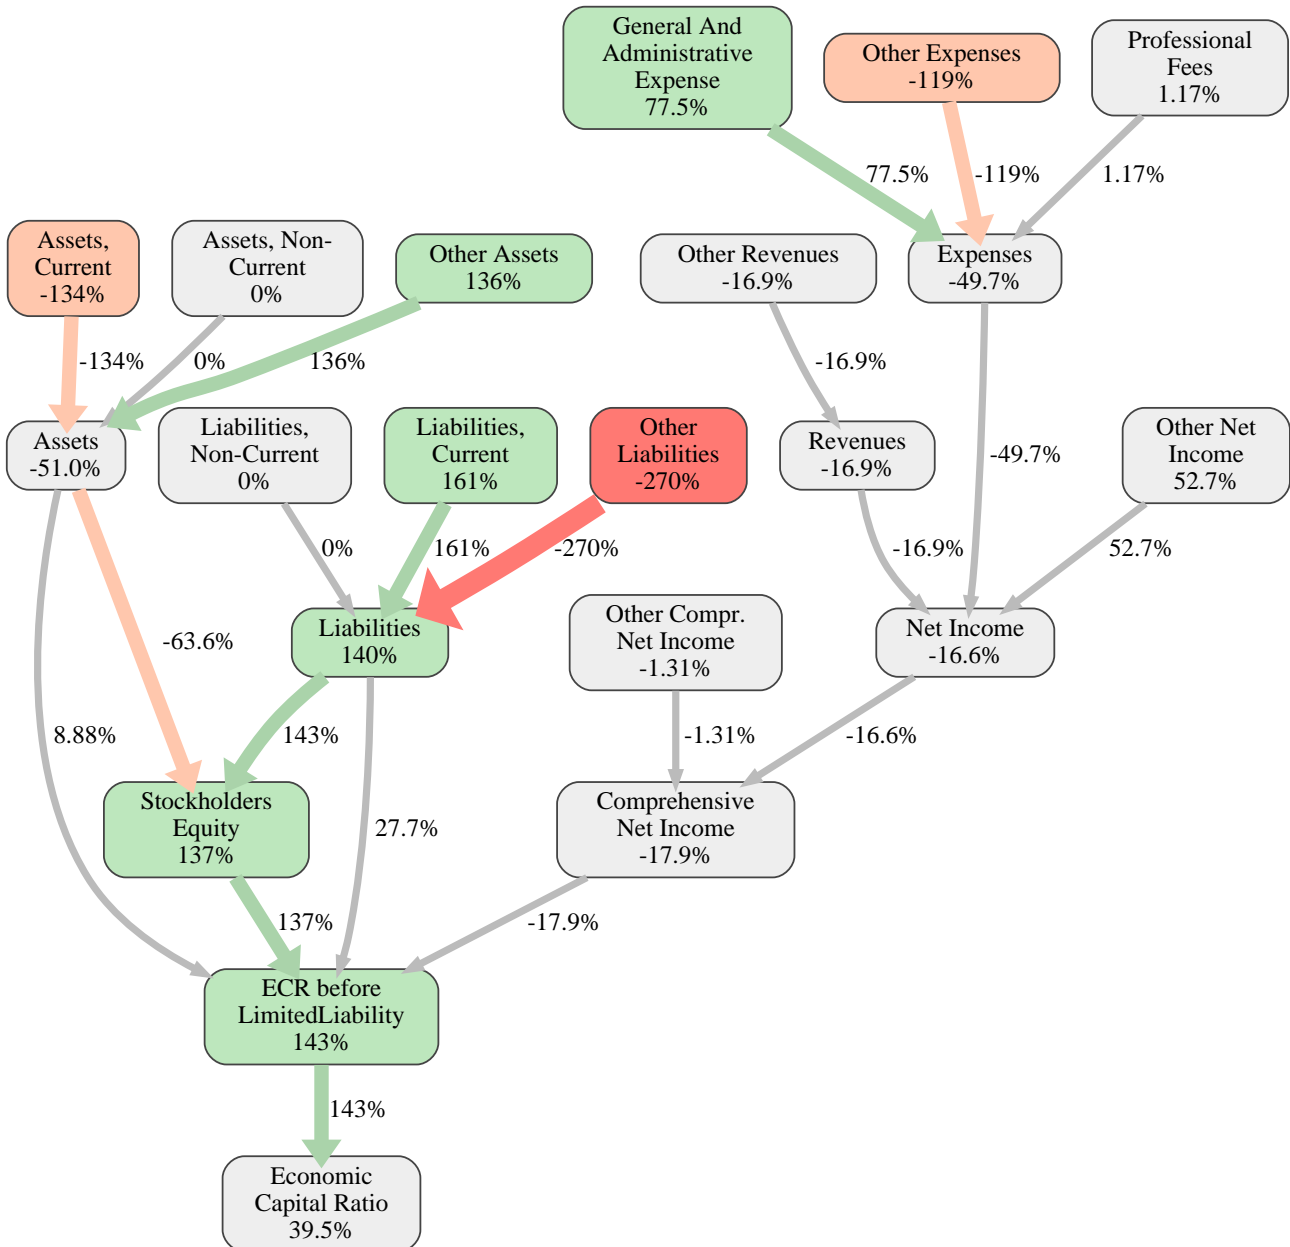 General And
Administrative
Expense
77.5%
Other Expenses
-119%
Professional
Fees
1.17%
77.5%
-119%
1.17%
Assets,
Current
-134%
Assets, Non-
Current
0%
Other Assets
136%
Other Revenues
-16.9%
Expenses
-49.7%
-134%
0%
136%
-16.9%
Assets
-51.0%
Liabilities,
Non-Current
0%
Liabilities,
Current
161%
Other
Liabilities
-270%
Revenues
-16.9%
-49.7%
Other Net
Income
52.7%
0%
161%
-270%
-16.9%
52.7%
-63.6%
Liabilities
140%
Other Compr.
Net Income
-1.31%
Net Income
-16.6%
8.88%
143%
-1.31%
-16.6%
Stockholders
Equity
137%
27.7%
Comprehensive
Net Income
-17.9%
137%
-17.9%
ECR before
LimitedLiability
143%
143%
Economic
Capital Ratio
39.5%